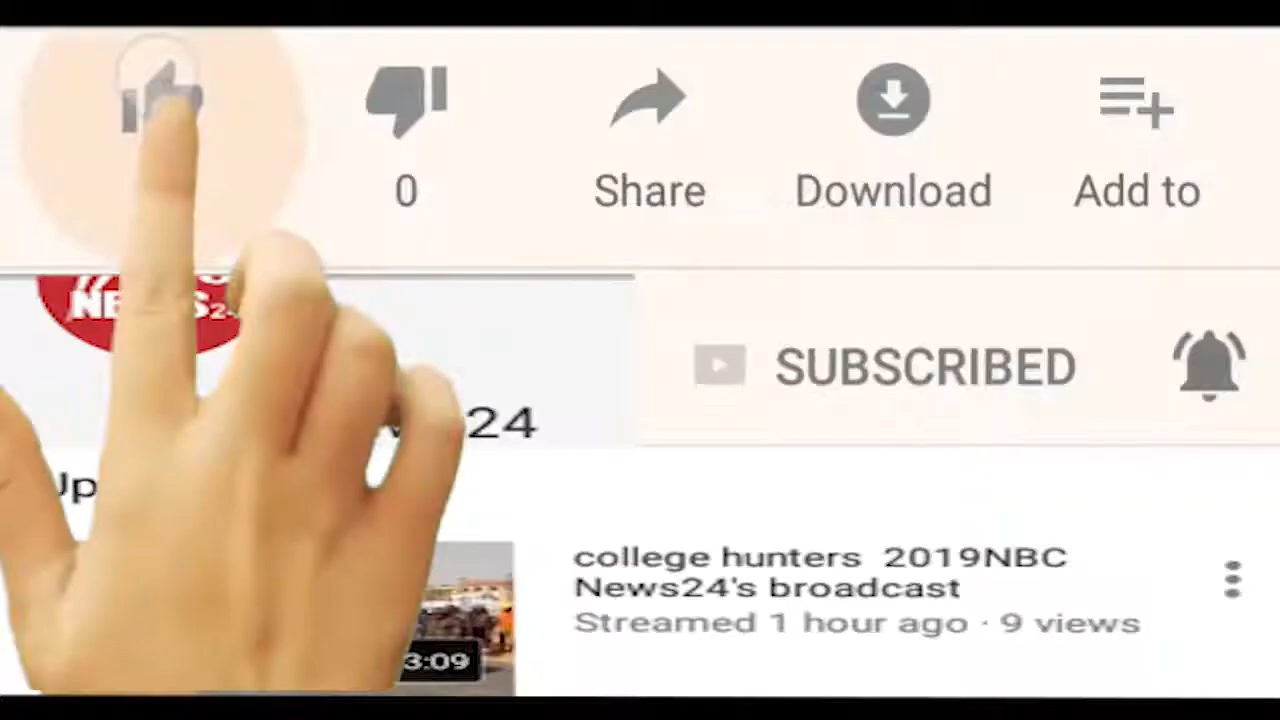 0
Share
Download
Add to
SUBSCRIBED
24
college hunters 2019NBC
News24's broadcast
Streamed 1 hour ago · 9 views
3:09